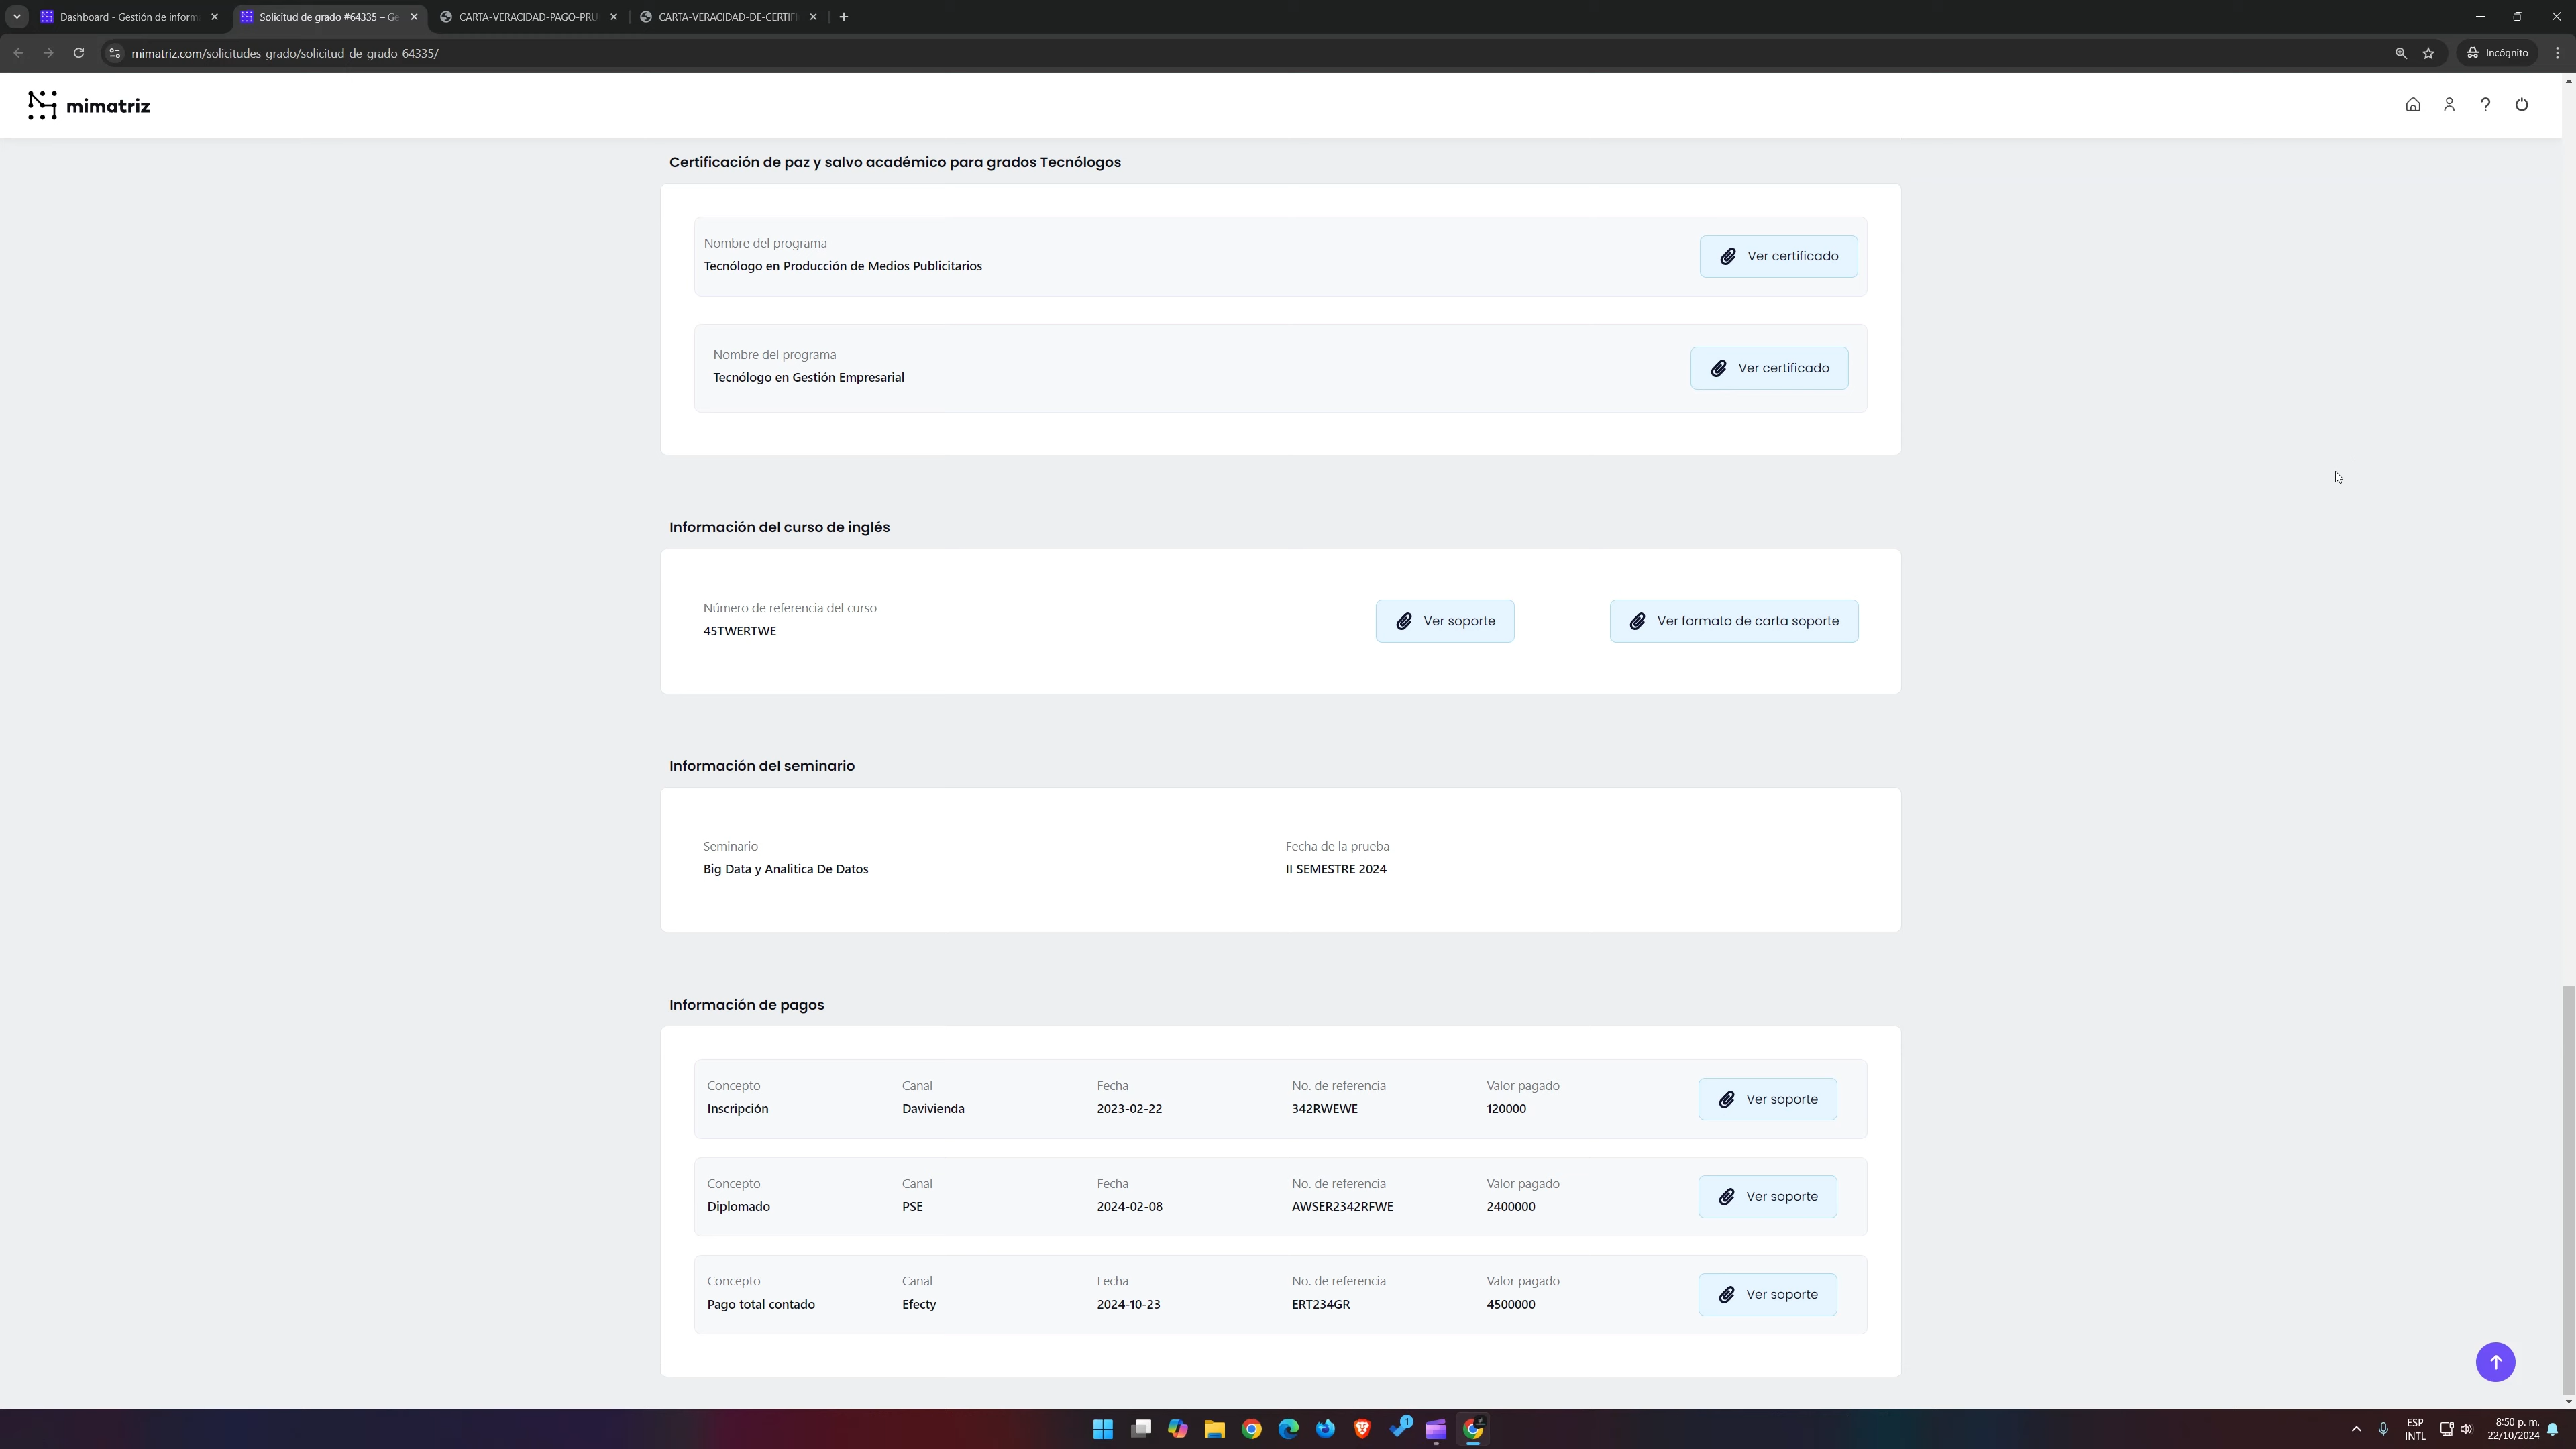 Dashboard - Gestión de inform
Solicitud de grado #64335 – Ge
CARTA-VERACIDAD-PAGO-PRU
CARTA-VERACIDAD-DE-CERTIFI
mimatriz.com/solicitudes-grado/solicitud-de-grado-64335/
Incógnito
mimatriz
Certificación de paz y salvo académico para grados Tecnólogos
Nombre del programa
Tecnólogo en Producción de Medios Publicitarios
Ver certificado
Nombre del programa
Tecnólogo en Gestión Empresarial
Ver certificado
Información del curso de inglés
Número de referencia del curso
45TWERTWE
Ver soporte
Ver formato de carta soporte
Información del seminario
Seminario
Big Data y Analitica De Datos
Fecha de la prueba
II SEMESTRE 2024
Información de pagos
Concepto Canal Fecha No. de referencia Valor pagado
Inscripción Davivienda 2023-02-22 342RWEWE 120000
Ver soporte
Concepto Canal Fecha No. de referencia Valor pagado
Diplomado PSE 2024-02-08 AWSER2342RFWE 2400000
Ver soporte
Concepto Canal Fecha No. de referencia Valor pagado
Pago total contado Efecty 2024-10-23 ERT234GR 4500000
Ver soporte
1
ESP
INTL
8:50 p. m.
22/10/2024